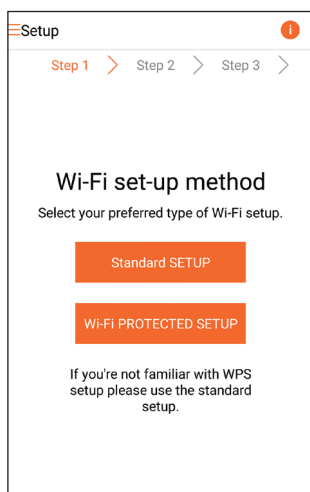 Setup
i
Step 1 Step 2 Step 3
Wi-Fi set-up method
Select your preferred type of Wi-Fi setup.
Standard SETUP
Wi-Fi PROTECTED SETUP
If you're not familiar with WPS
setup please use the standard
setup.